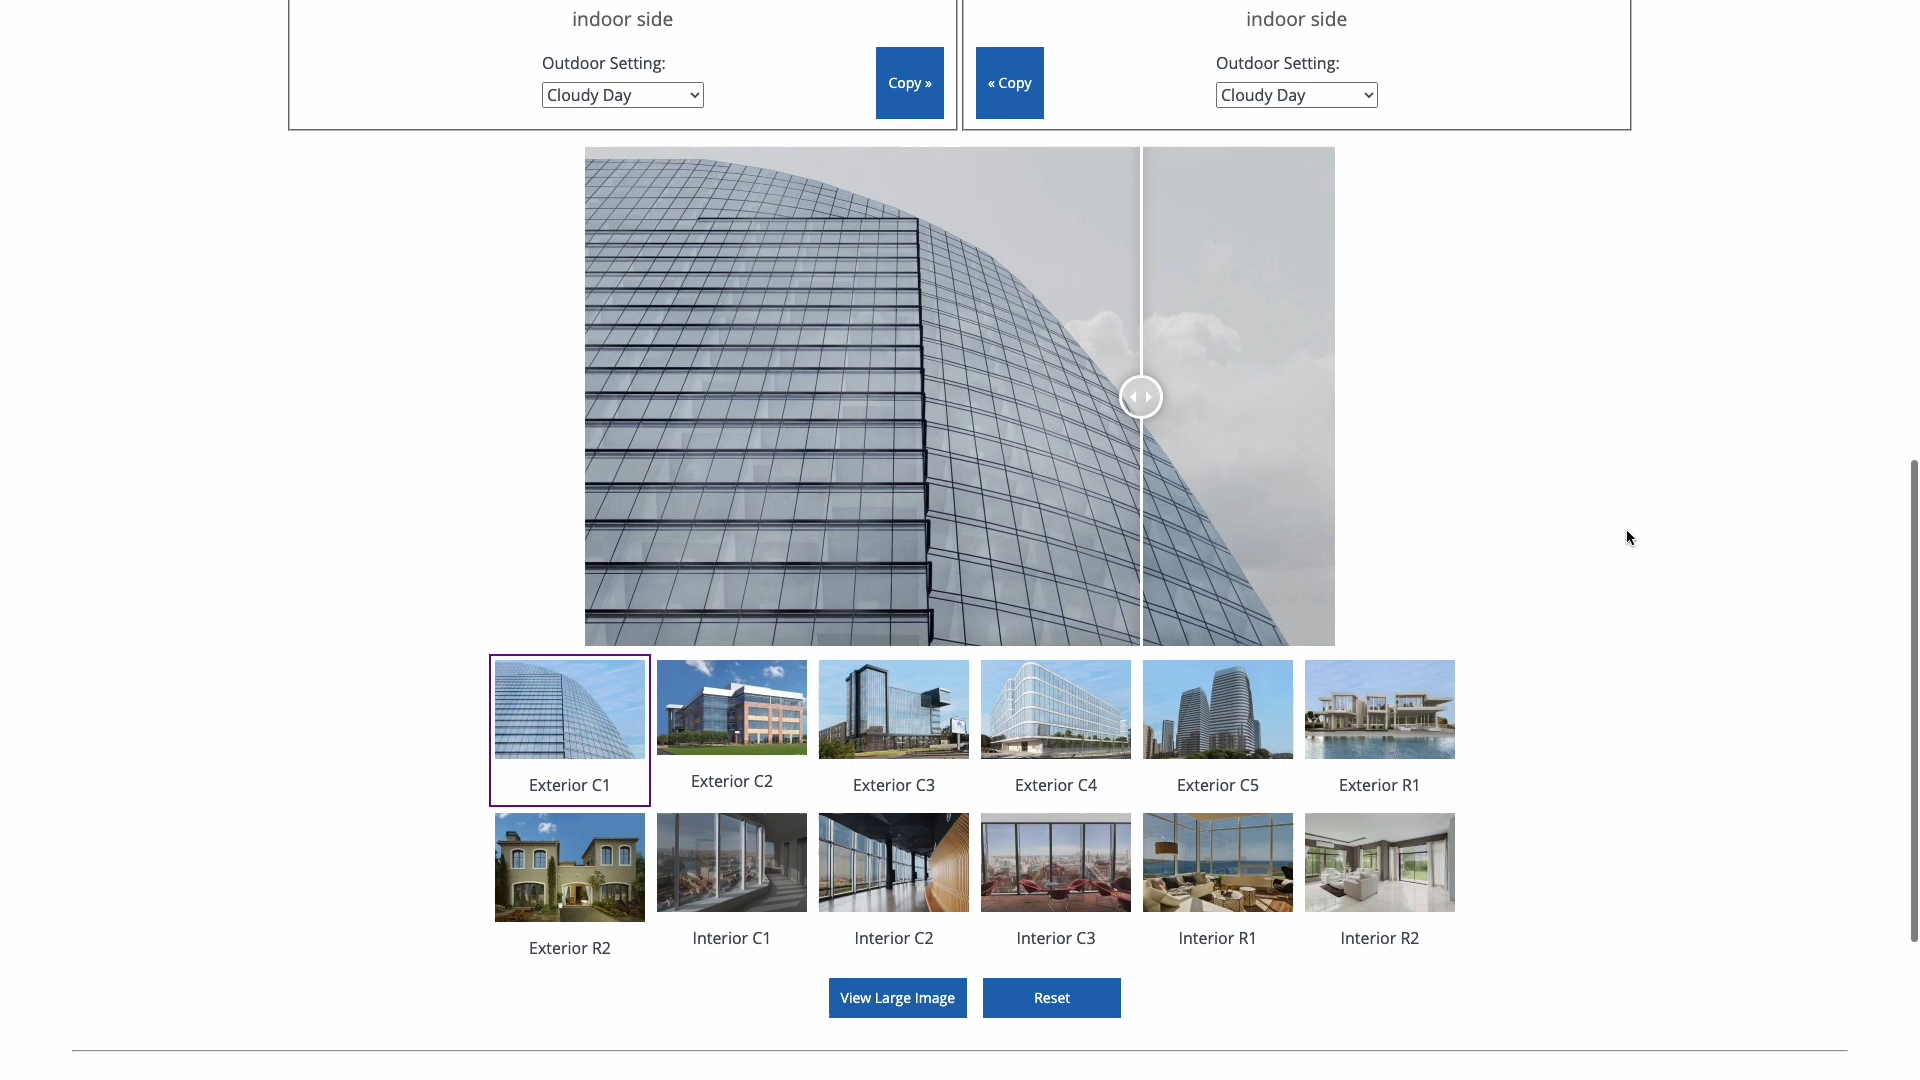 indoor side
indoor side
Outdoor Setting:
Cloudy Day
Copy »
« Copy
Outdoor Setting:
Cloudy Day
Exterior C1
Exterior C2
Exterior C3
Exterior C4
Exterior C5
Exterior R1
Exterior R2
Interior C1
Interior C2
Interior C3
Interior R1
Interior R2
View Large Image
Reset